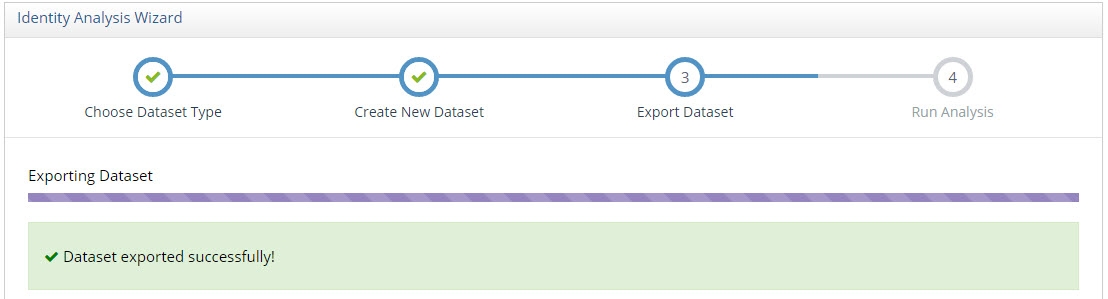 Identity Analysis Wizard
3
4
Choose Dataset Type
Create New Dataset
Export Dataset
Run Analysis
Exporting Dataset
Dataset exported successfully!